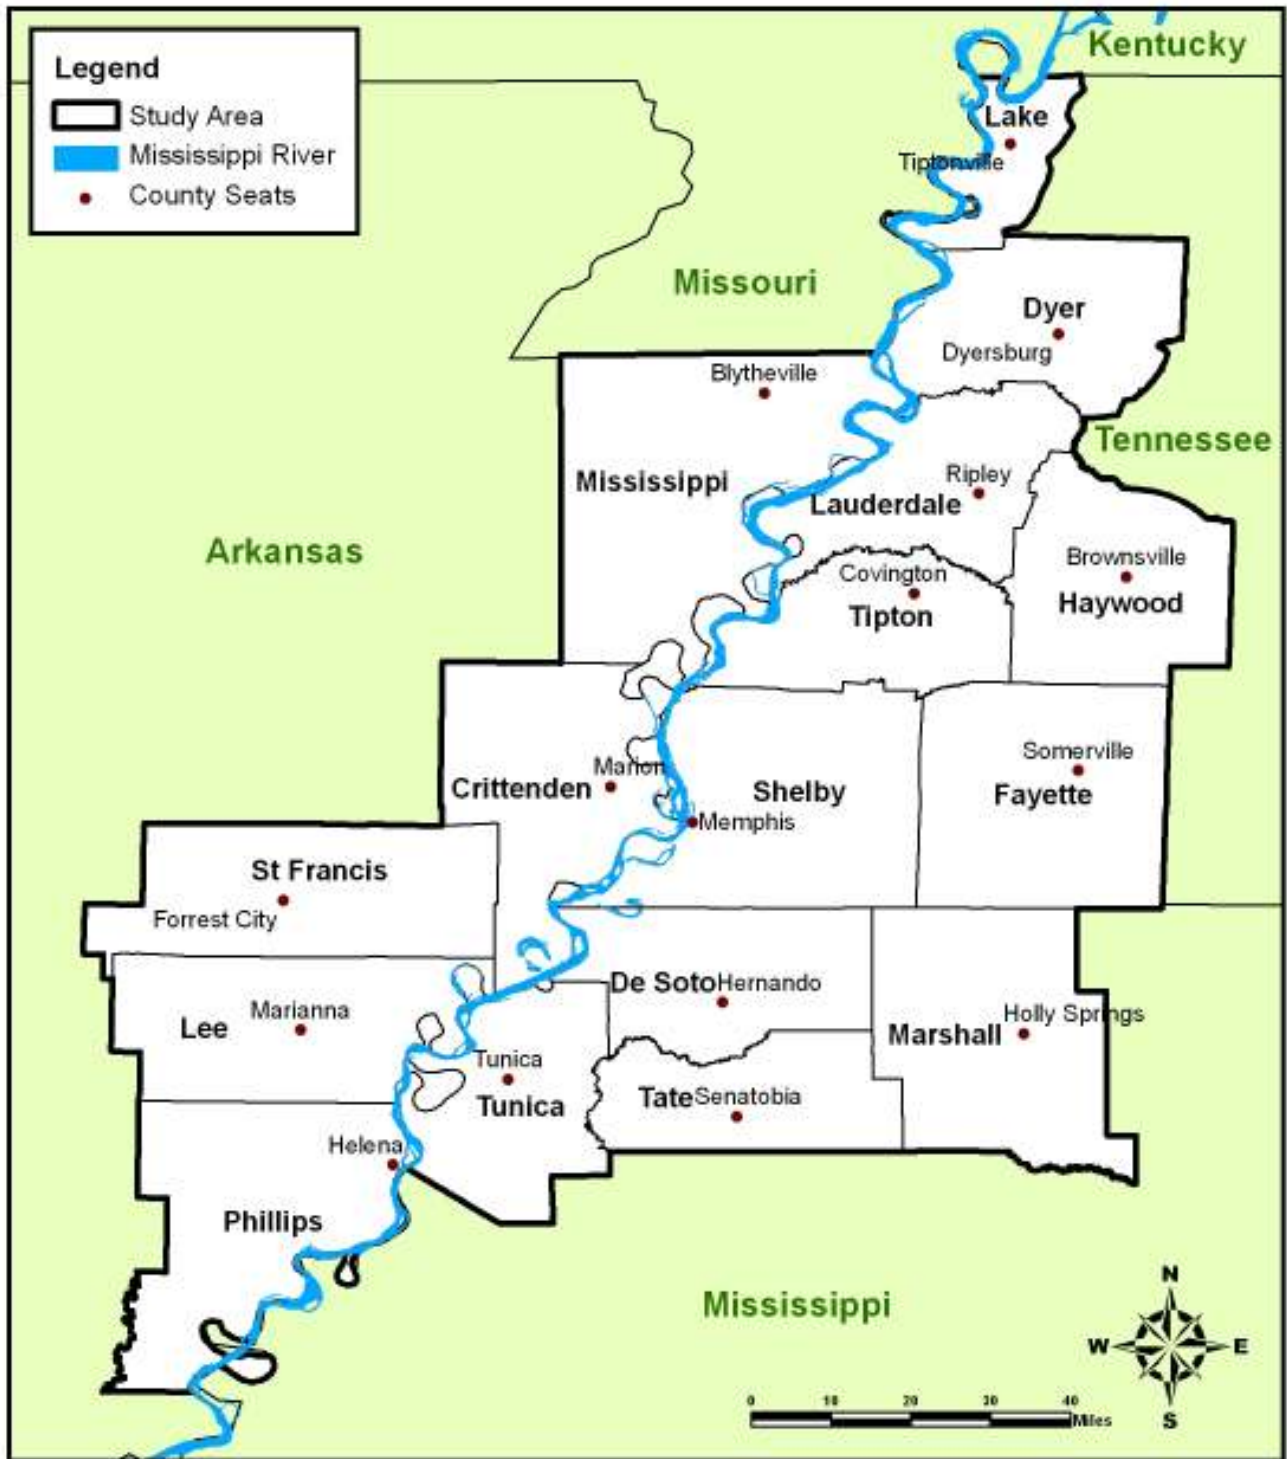 Kentucky
Legend
Study Area
Mississippi River
County Seats
Lake
Tiptonville
Missouri
Dyer
Dyersburg
Blytheville
Tennessee
Mississippi
Ripley
Lauderdale
Arkansas
Brownsville
Haywood
Covington
Tipton
Somerville
Fayette
Marion
Crittenden
Shelby
Memphis
St Francis
Forrest City
De Soto Hernando
Holly Springs
Marshall
Marianna
Lee
Tunica
Tunica
Tate Senatobia
Helena
Phillips
Mississippi
N
W E
S
0 10 20 30 40
Miles